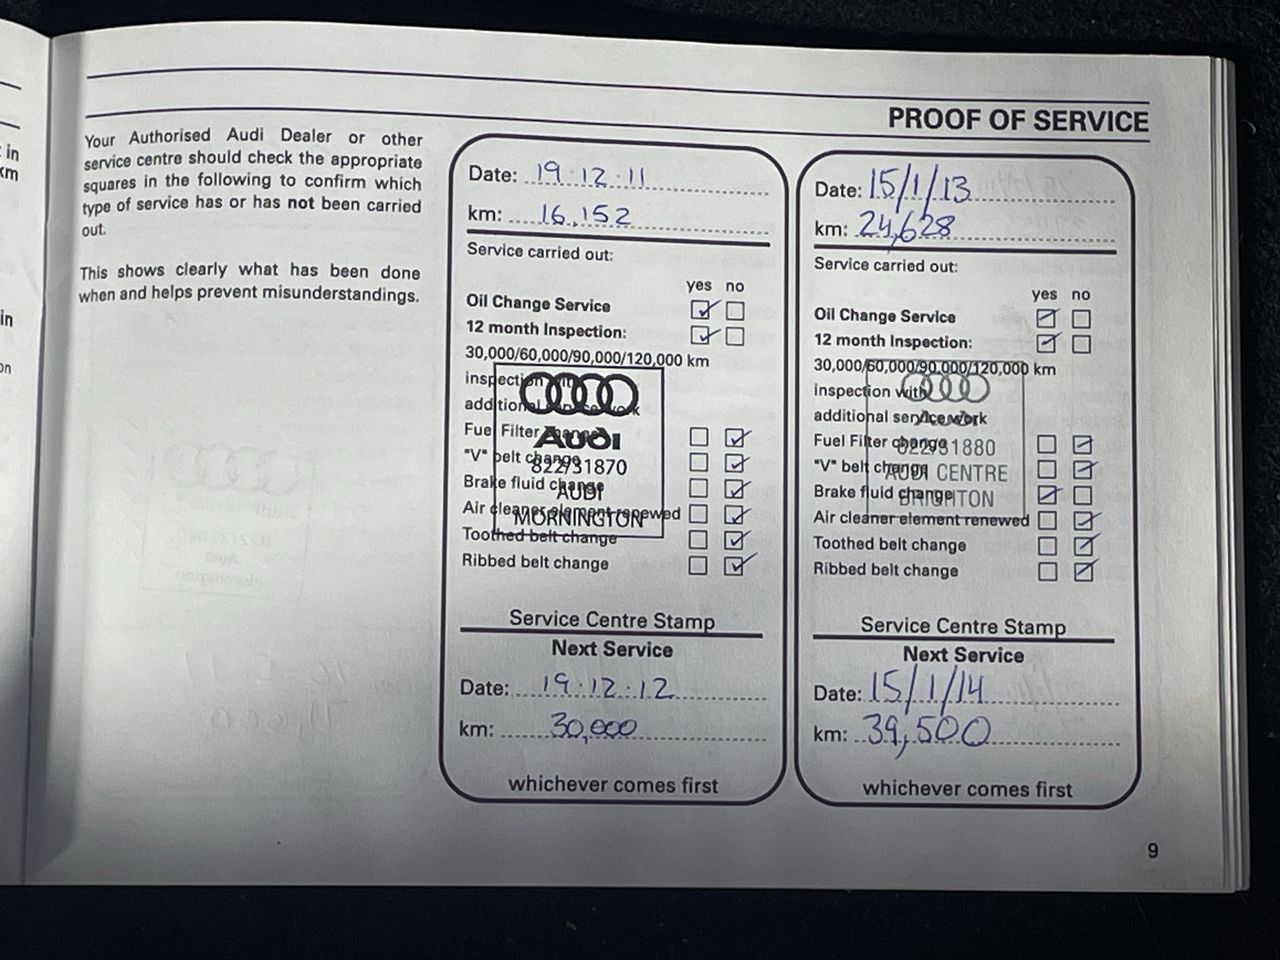 in
km
in
on
PROOF OF SERVICE
Your Authorised Audi Dealer or other
service centre should check the appropriate
squares in the following to confirm which
type of service has or has not been carried
out.
This shows clearly what has been done
when and helps prevent misunderstandings.
Date: 19.12.11
km: 16,152
Service carried out:
yes no
Oil Change Service
12 month Inspection:
30,000/60,000/90,000/120,000 km
inspection with
additional service work
Fuel Filter change
"V" belt change
Brake fluid change
Air cleaner element renewed
Toothed belt change
Ribbed belt change
Audi
822/31870
AUDI
MORNINGTON
Service Centre Stamp
Next Service
Date: 19.12.12
km: 30,000
whichever comes first
Date: 15/1/13
km: 24,628
Service carried out:
yes no
Oil Change Service
12 month Inspection:
30,000/60,000/90,000/120,000 km
inspection with
additional service work
Fuel Filter change
"V" belt change
Brake fluid change
Air cleaner element renewed
Toothed belt change
Ribbed belt change
Audi
822/31880
AUDI CENTRE
BRIGHTON
Service Centre Stamp
Next Service
Date: 15/1/14
km: 39,500
whichever comes first
9